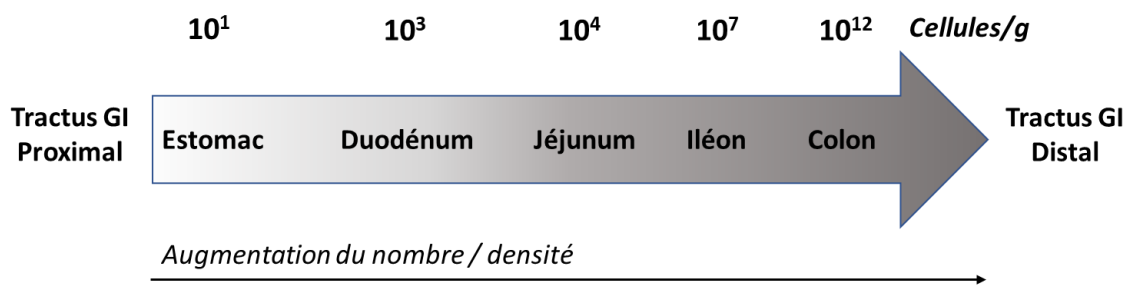 10¹ 10³ 10⁴ 10⁷ 10¹² Cellules/g
Tractus GI
Proximal
Estomac Duodénum Jéjunum Iléon Colon
Tractus GI
Distal
Augmentation du nombre / densité